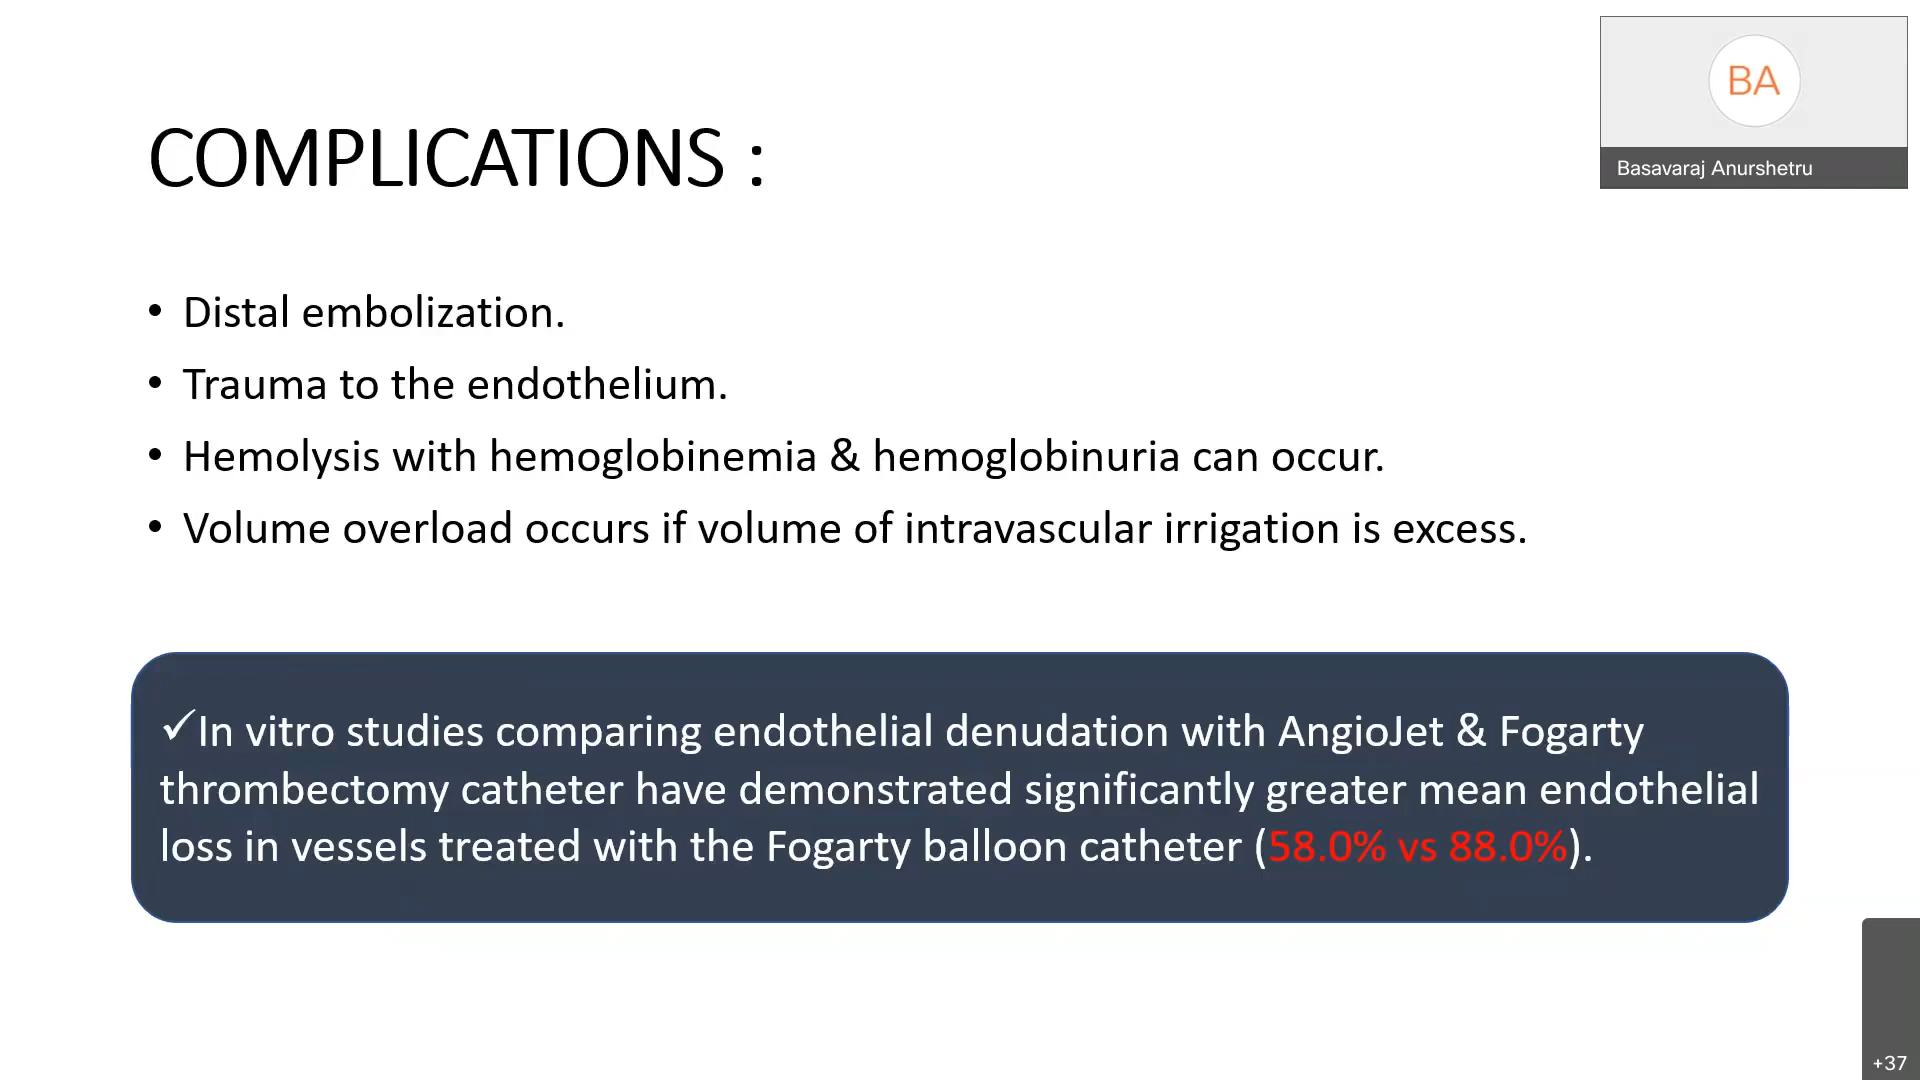 BA
Basavaraj Anurshetru
COMPLICATIONS :
• Distal embolization.
• Trauma to the endothelium.
• Hemolysis with hemoglobinemia & hemoglobinuria can occur.
• Volume overload occurs if volume of intravascular irrigation is excess.
✓In vitro studies comparing endothelial denudation with AngioJet & Fogarty
thrombectomy catheter have demonstrated significantly greater mean endothelial
loss in vessels treated with the Fogarty balloon catheter (58.0% vs 88.0%).
+37